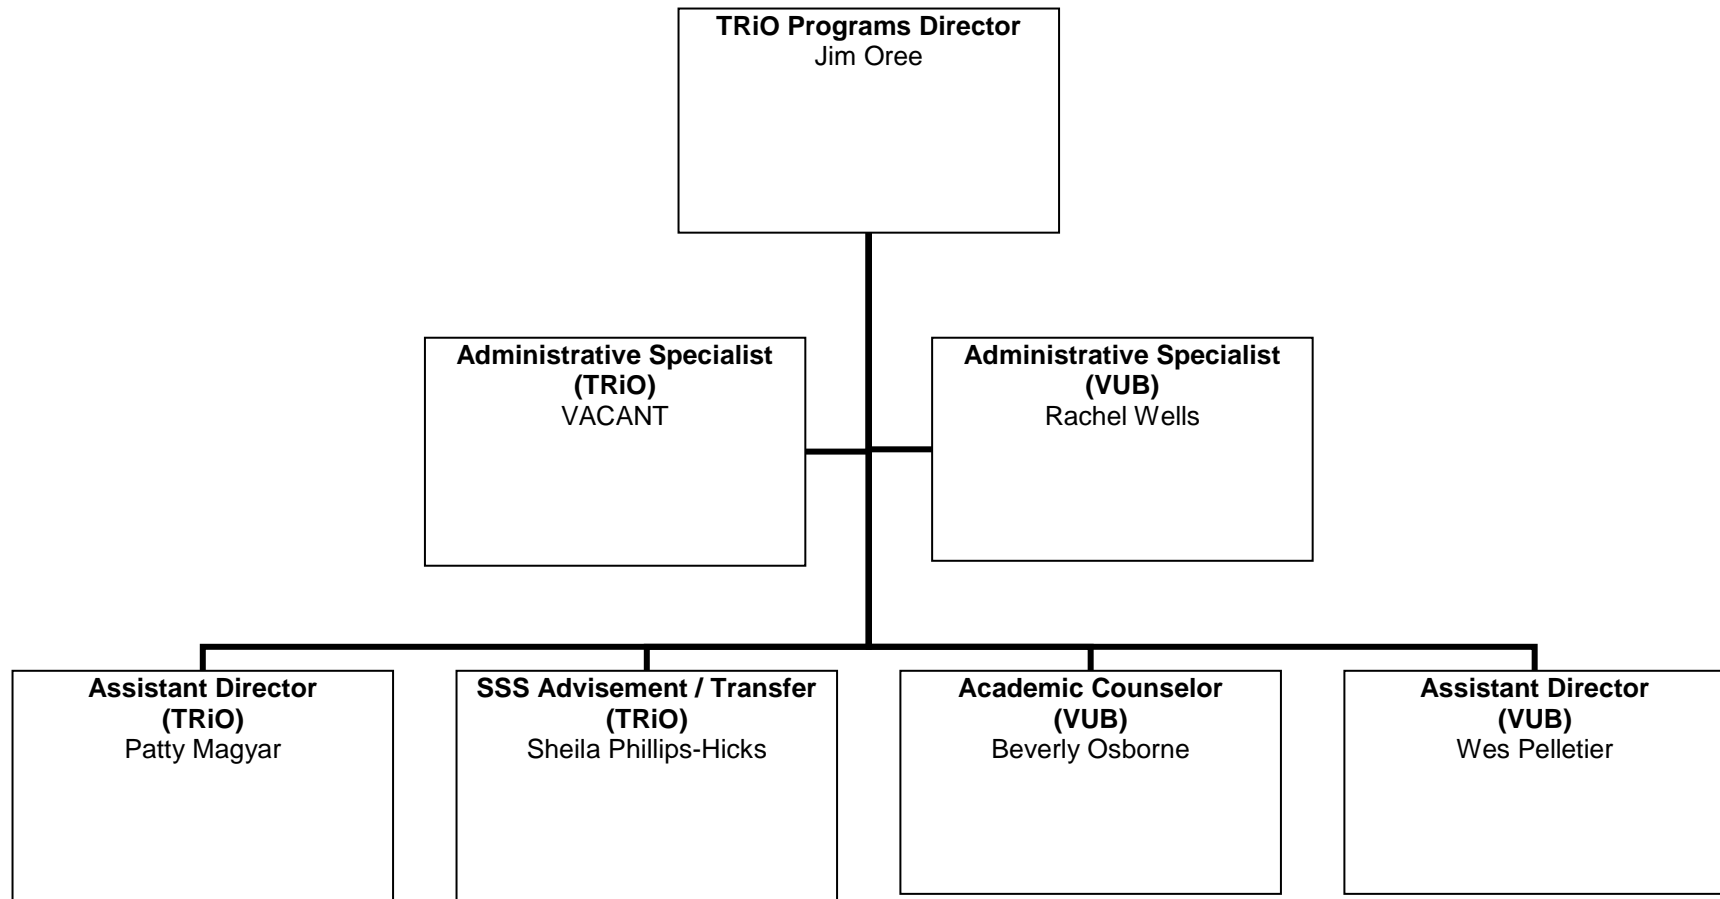 TRiO Programs Director
Jim Oree
Administrative Specialist
(TRiO)
VACANT
Administrative Specialist
(VUB)
Rachel Wells
Assistant Director
(TRiO)
Patty Magyar
SSS Advisement / Transfer
(TRiO)
Sheila Phillips-Hicks
Academic Counselor
(VUB)
Beverly Osborne
Assistant Director
(VUB)
Wes Pelletier